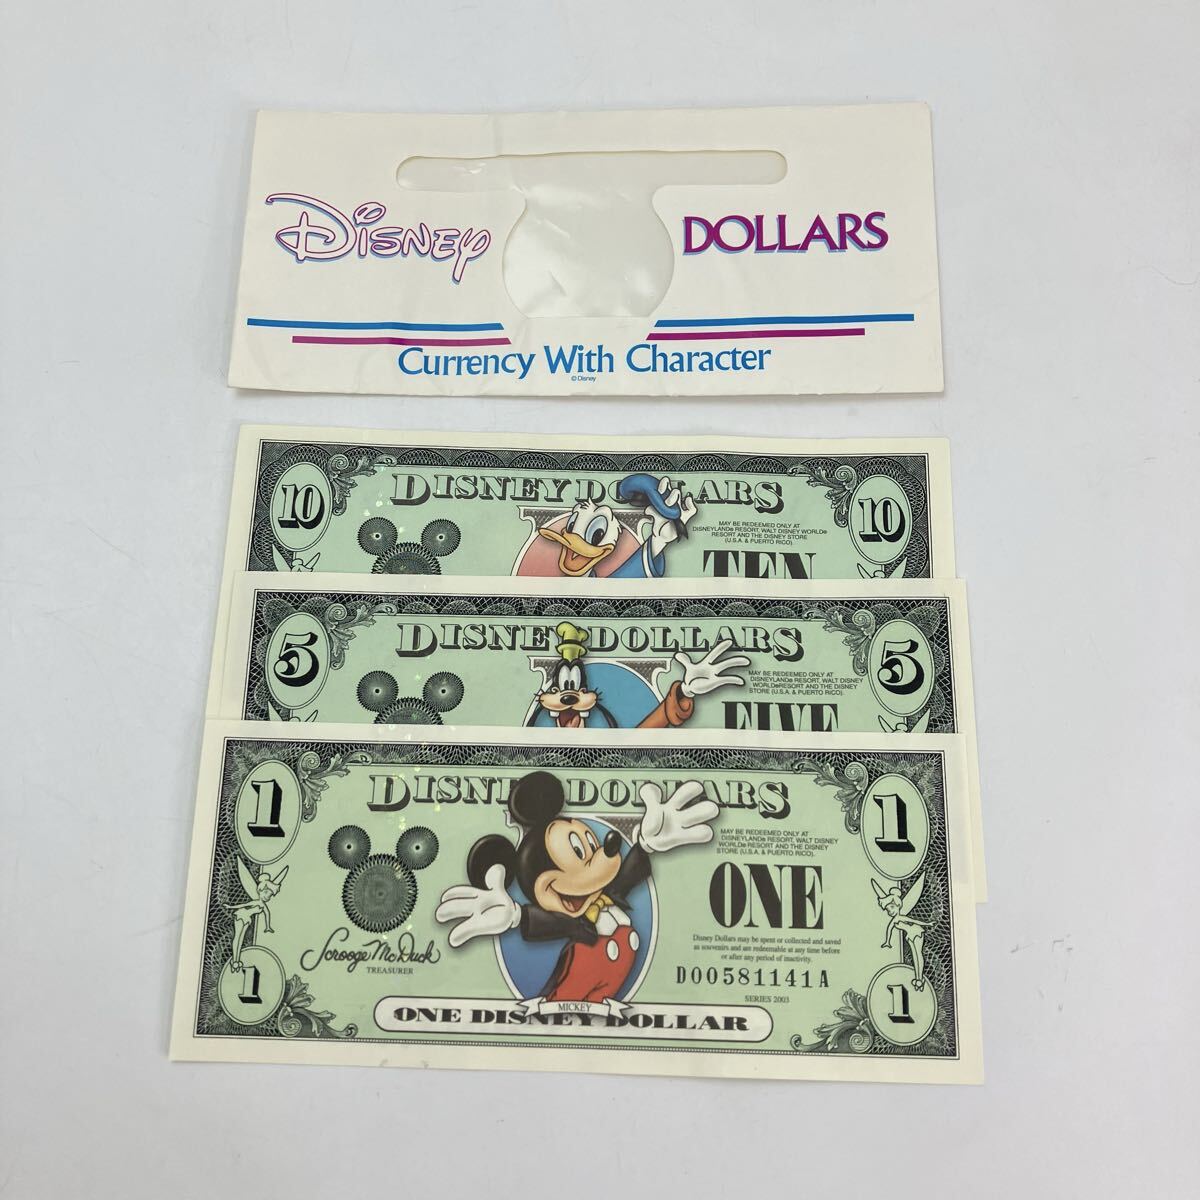 Disney DOLLARS
Currency With Character
© Disney
10 DISNEY DOLLARS 10
MAY BE REDEEMED ONLY AT
DISNEYLAND® RESORT, WALT DISNEY WORLD®
RESORT AND THE DISNEY STORE
(U.S.A. & PUERTO RICO).
TEN
5 DISNEY DOLLARS 5
MAY BE REDEEMED ONLY AT
DISNEYLAND® RESORT, WALT DISNEY
WORLD® RESORT AND THE DISNEY
STORE (U.S.A. & PUERTO RICO).
FIVE
1 DISNEY DOLLARS 1
MAY BE REDEEMED ONLY AT
DISNEYLAND® RESORT, WALT DISNEY
WORLD® RESORT AND THE DISNEY
STORE (U.S.A. & PUERTO RICO).
ONE
Disney Dollars may be spent or collected and saved
as souvenirs and are redeemable at any time before
or after any period of inactivity.
Scrooge McDuck
TREASURER
D00581141A
SERIES 2003
1 MICKEY 1
ONE DISNEY DOLLAR